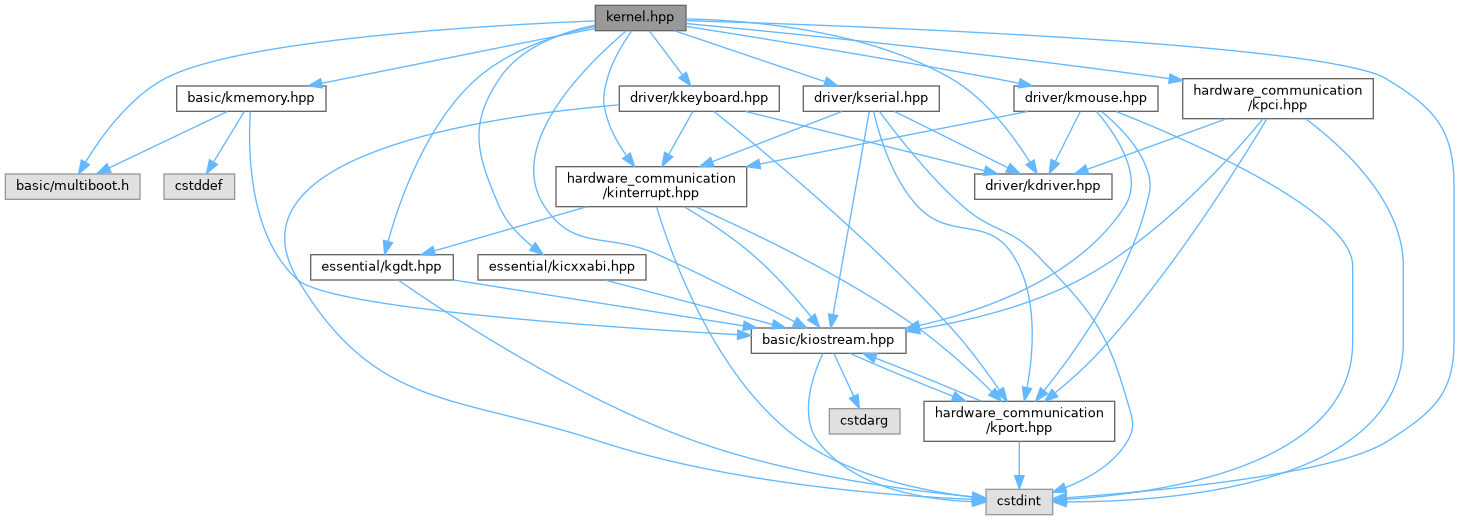 kernel.hpp
basic/kmemory.hpp
driver/kkeyboard.hpp
driver/kserial.hpp
driver/kmouse.hpp
hardware_communication
/kpci.hpp
basic/multiboot.h
cstddef
hardware_communication
/kinterrupt.hpp
driver/kdriver.hpp
essential/kgdt.hpp
essential/kicxxabi.hpp
basic/kiostream.hpp
cstdarg
hardware_communication
/kport.hpp
cstdint